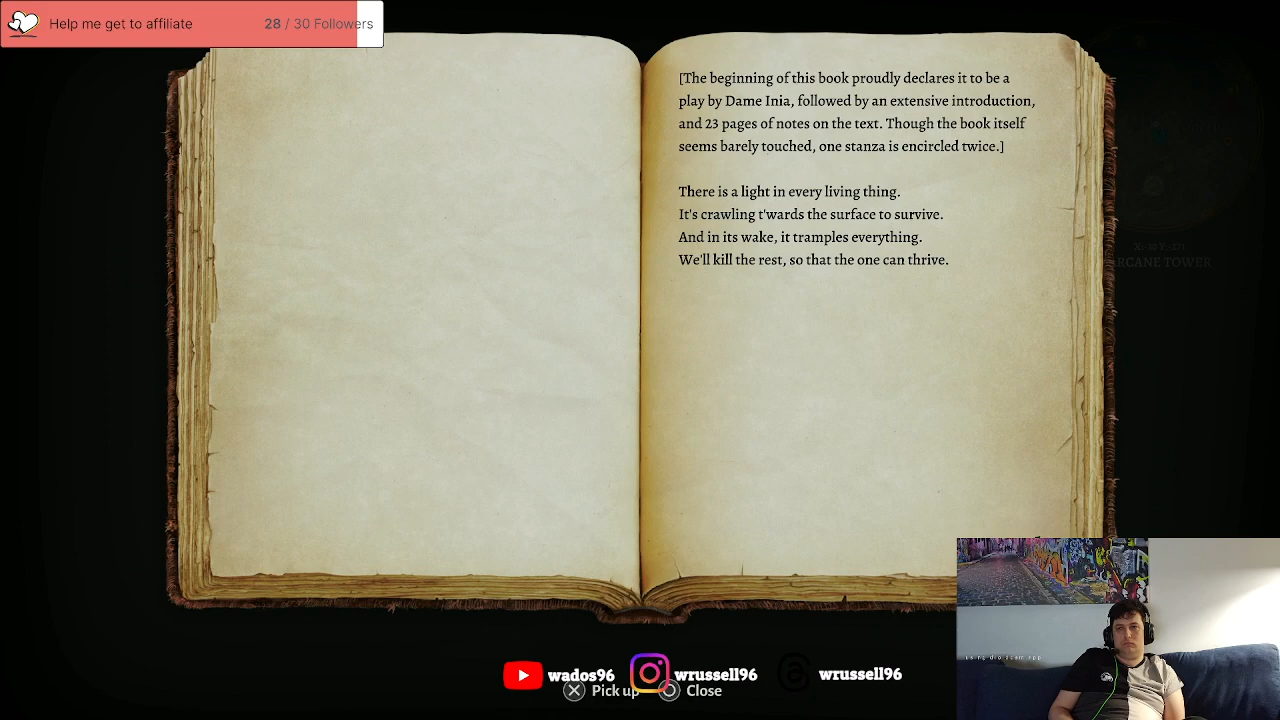 Help me get to affiliate
28 / 30 Followers
[The beginning of this book proudly declares it to be a
play by Dame Inia, followed by an extensive introduction,
and 23 pages of notes on the text. Though the book itself
seems barely touched, one stanza is encircled twice.]
There is a light in every living thing.
It's crawling t'wards the surface to survive.
And in its wake, it tramples everything.
We'll kill the rest, so that the one can thrive.
ARCANE TOWER
wados96
wrussell96
wrussell96
Pick up
Close